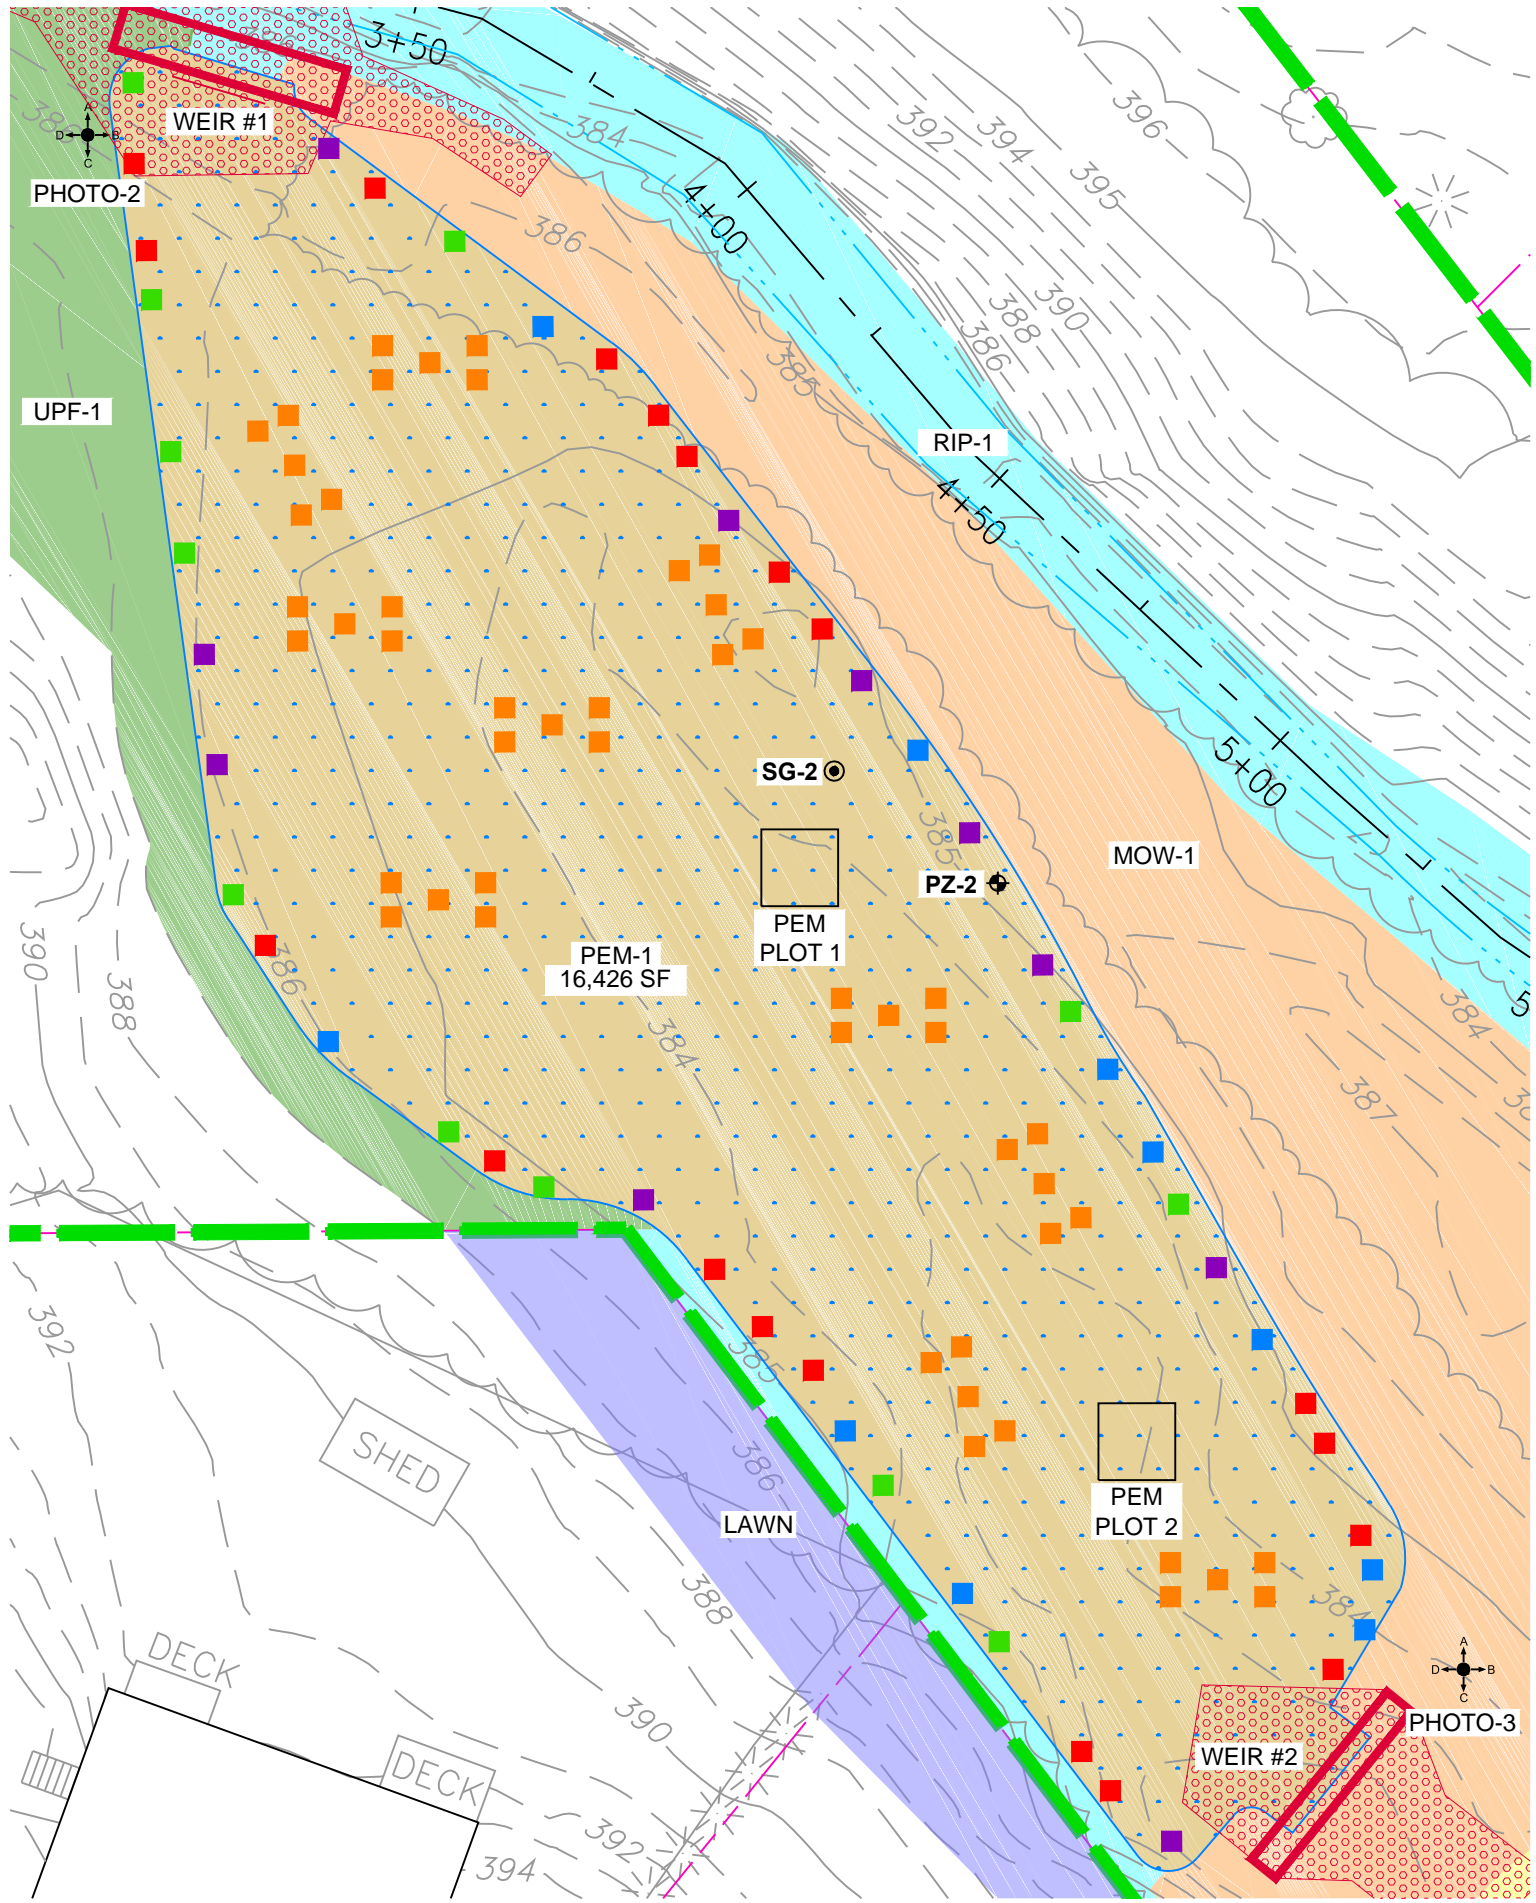 3+50
WEIR #1
A
D B
C
PHOTO-2
384
386
392
394
395
396
4+00
390
388
386
385
UPF-1
RIP-1
4+50
SG-2
5+00
385
MOW-1
PZ-2
PEM
PLOT 1
PEM-1
16,426 SF
390
388
386
384
384
387
392
385
386
SHED
LAWN
388
PEM
PLOT 2
384
DECK
390
A
D B
C
PHOTO-3
WEIR #2
DECK
392
394